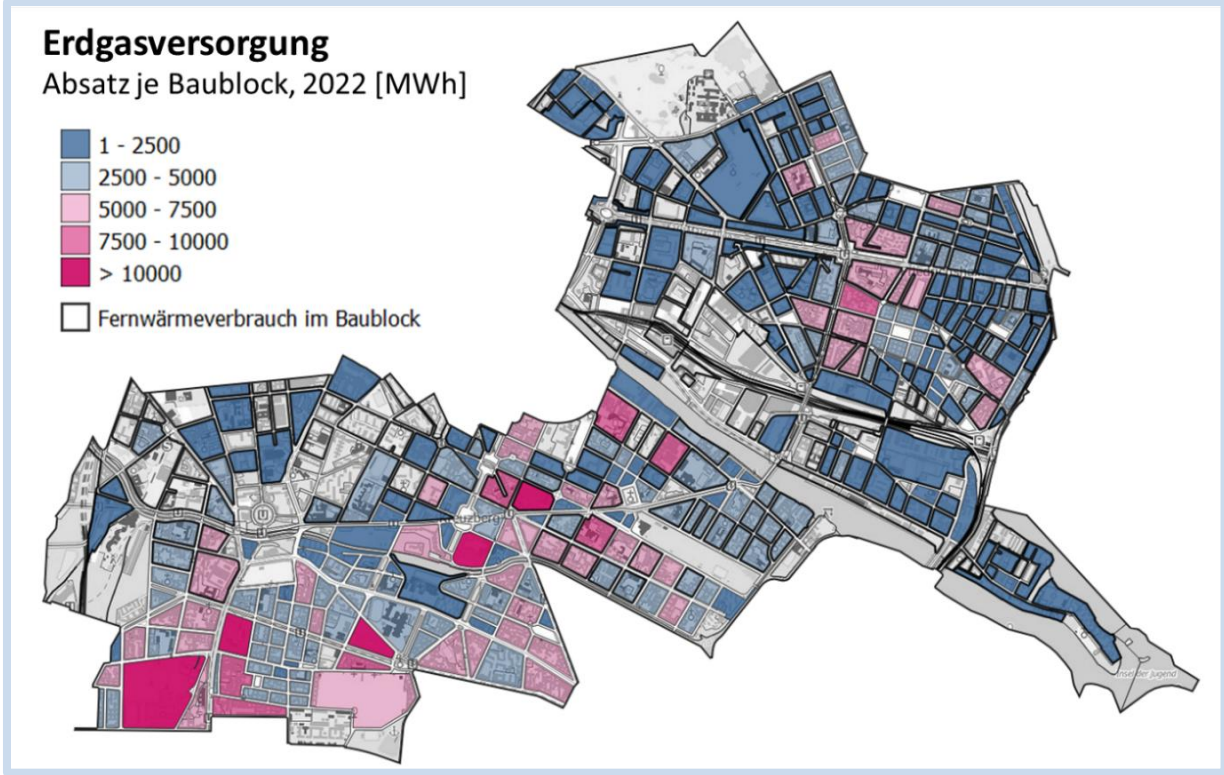 Erdgasversorgung
Absatz je Baublock, 2022 [MWh]
1 - 2500
2500 - 5000
5000 - 7500
7500 - 10000
> 10000
Fernwärmeverbrauch im Baublock
U